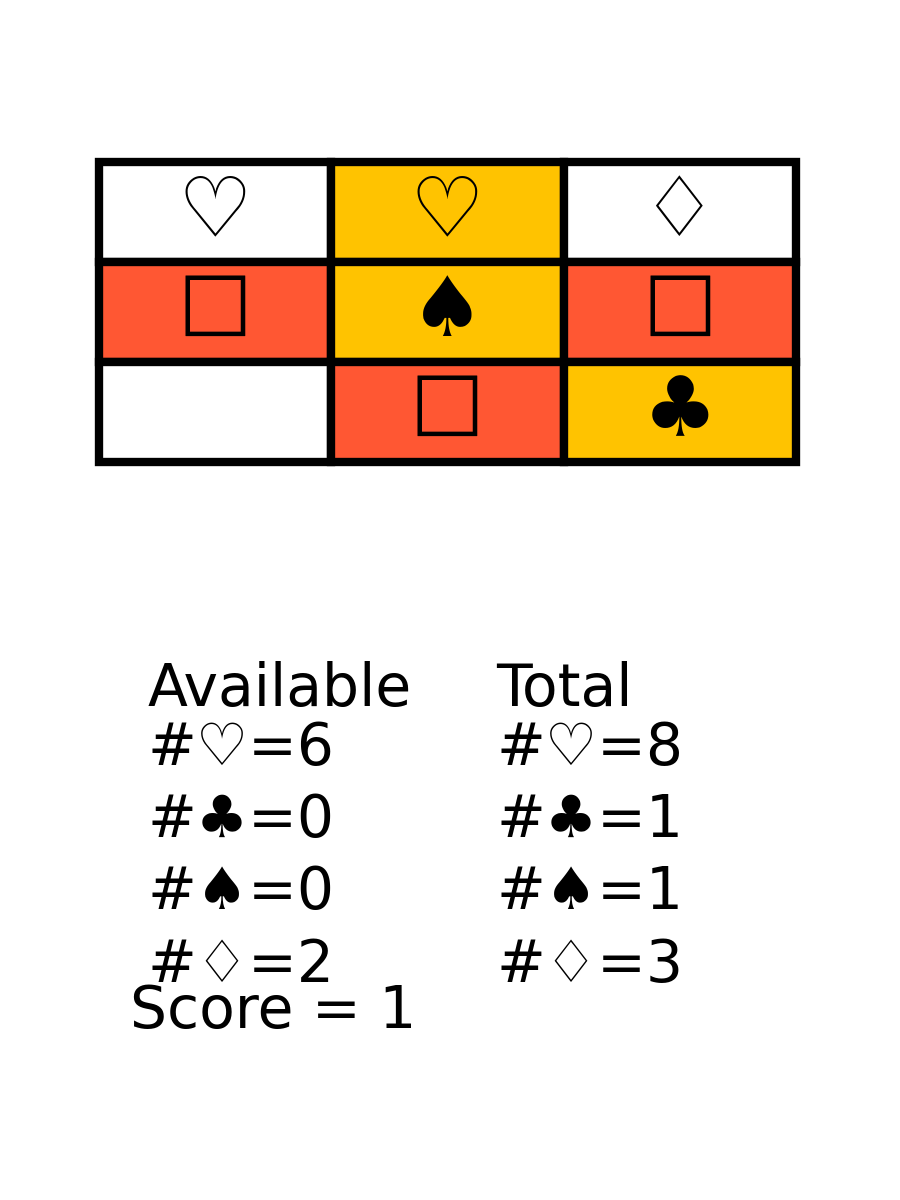 ♡ ♡ ♢
□ ♠ □
□ ♣
Available Total
#♡=6 #♡=8
#♣=0 #♣=1
#♠=0 #♠=1
#♢=2 #♢=3
Score = 1